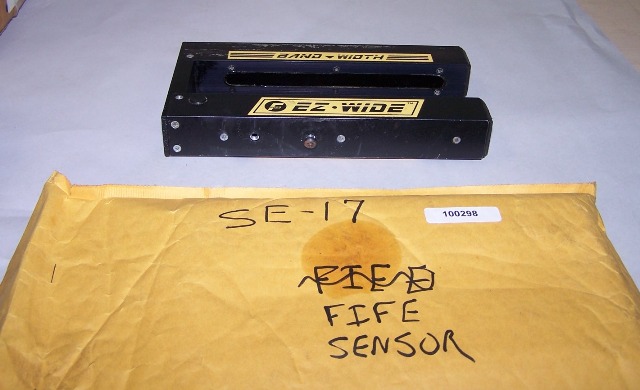 BAND-WIDTH
EZ-WIDE
SE-17
100298
FIFE
SENSOR